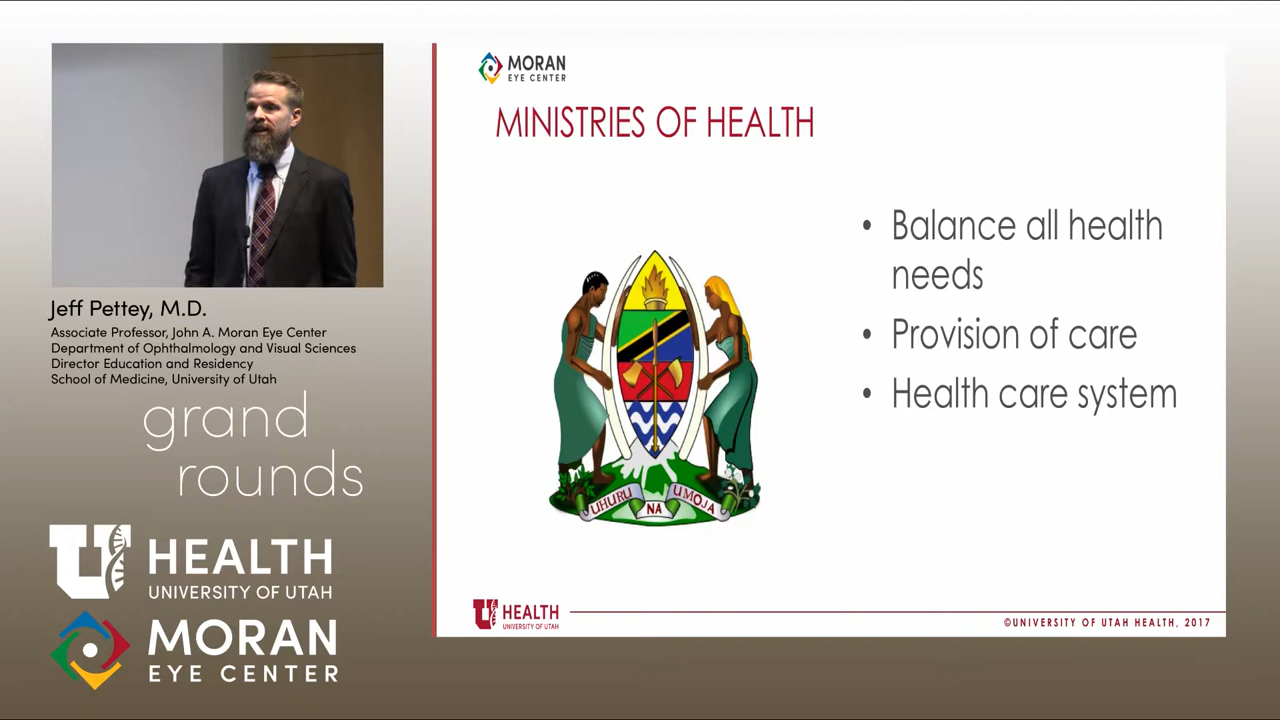 Jeff Pettey, M.D.
Associate Professor, John A. Moran Eye Center
Department of Ophthalmology and Visual Sciences
Director Education and Residency
School of Medicine, University of Utah
grand
rounds
U HEALTH
UNIVERSITY OF UTAH
MORAN
EYE CENTER
MORAN
EYE CENTER
MINISTRIES OF HEALTH
• Balance all health
needs
• Provision of care
• Health care system
UHURU NA UMOJA
U HEALTH
UNIVERSITY OF UTAH
©UNIVERSITY OF UTAH HEALTH, 2017